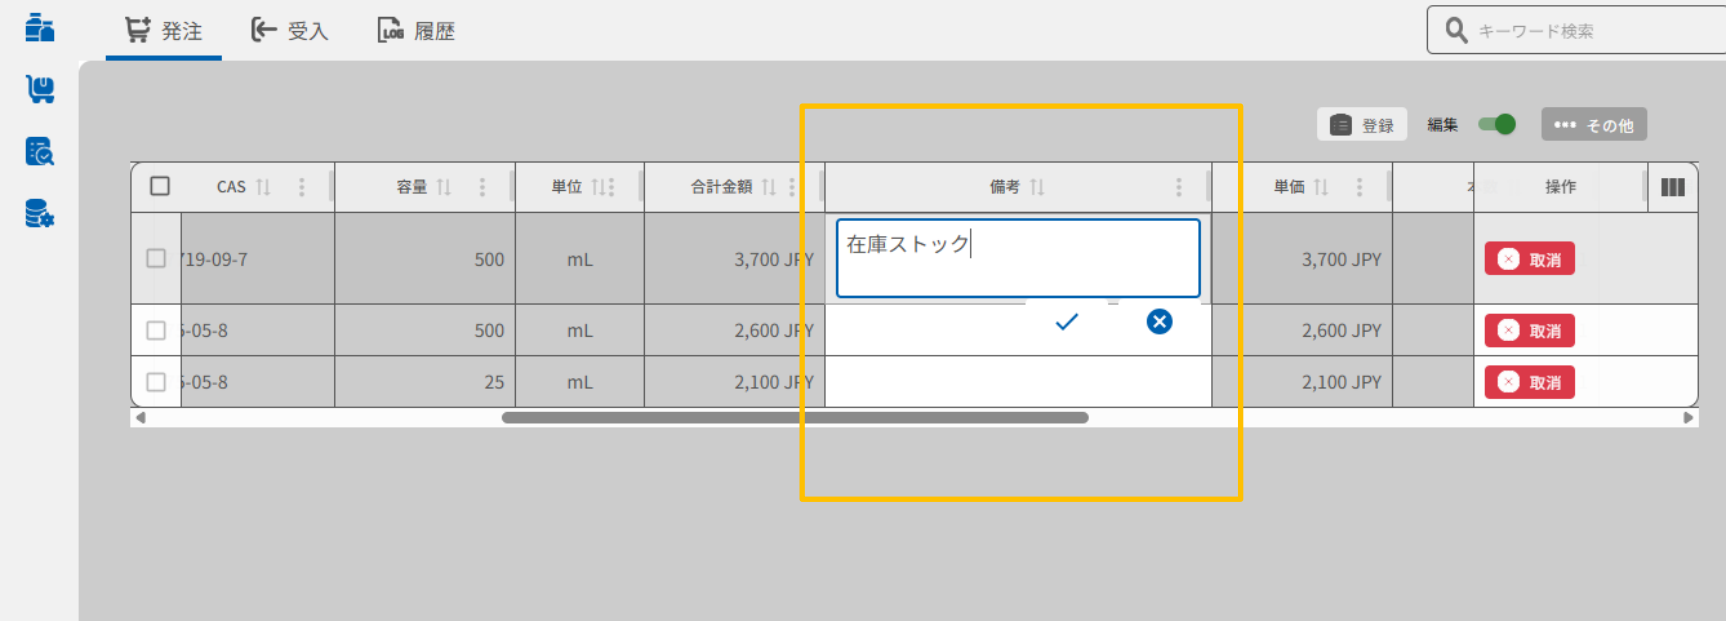 発注 受入 LOG 履歴 キーワード検索
登録 編集 その他
CAS 容量 単位 合計金額 備考 単価 操作
719-09-7 500 mL 3,700 JPY 在庫ストック 3,700 JPY 取消
-05-8 500 mL 2,600 JPY 2,600 JPY 取消
-05-8 25 mL 2,100 JPY 2,100 JPY 取消